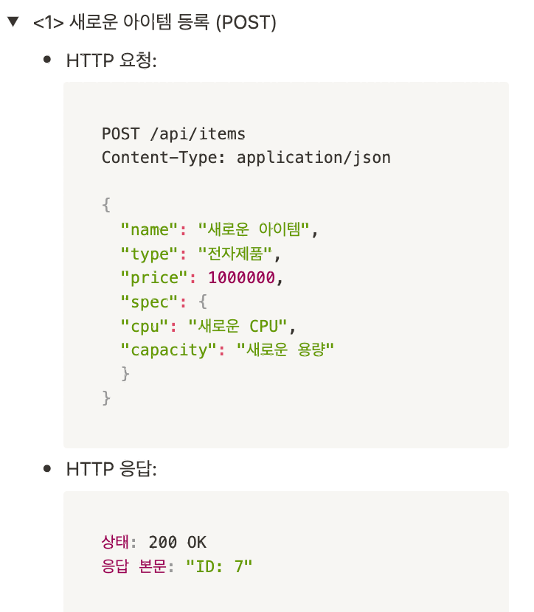 ▼ <1> 새로운 아이템 등록 (POST)
• HTTP 요청:
POST /api/items
Content-Type: application/json
{
"name": "새로운 아이템",
"type": "전자제품",
"price": 1000000,
"spec": {
"cpu": "새로운 CPU",
"capacity": "새로운 용량"
}
}
• HTTP 응답:
상태: 200 OK
응답 본문: "ID: 7"